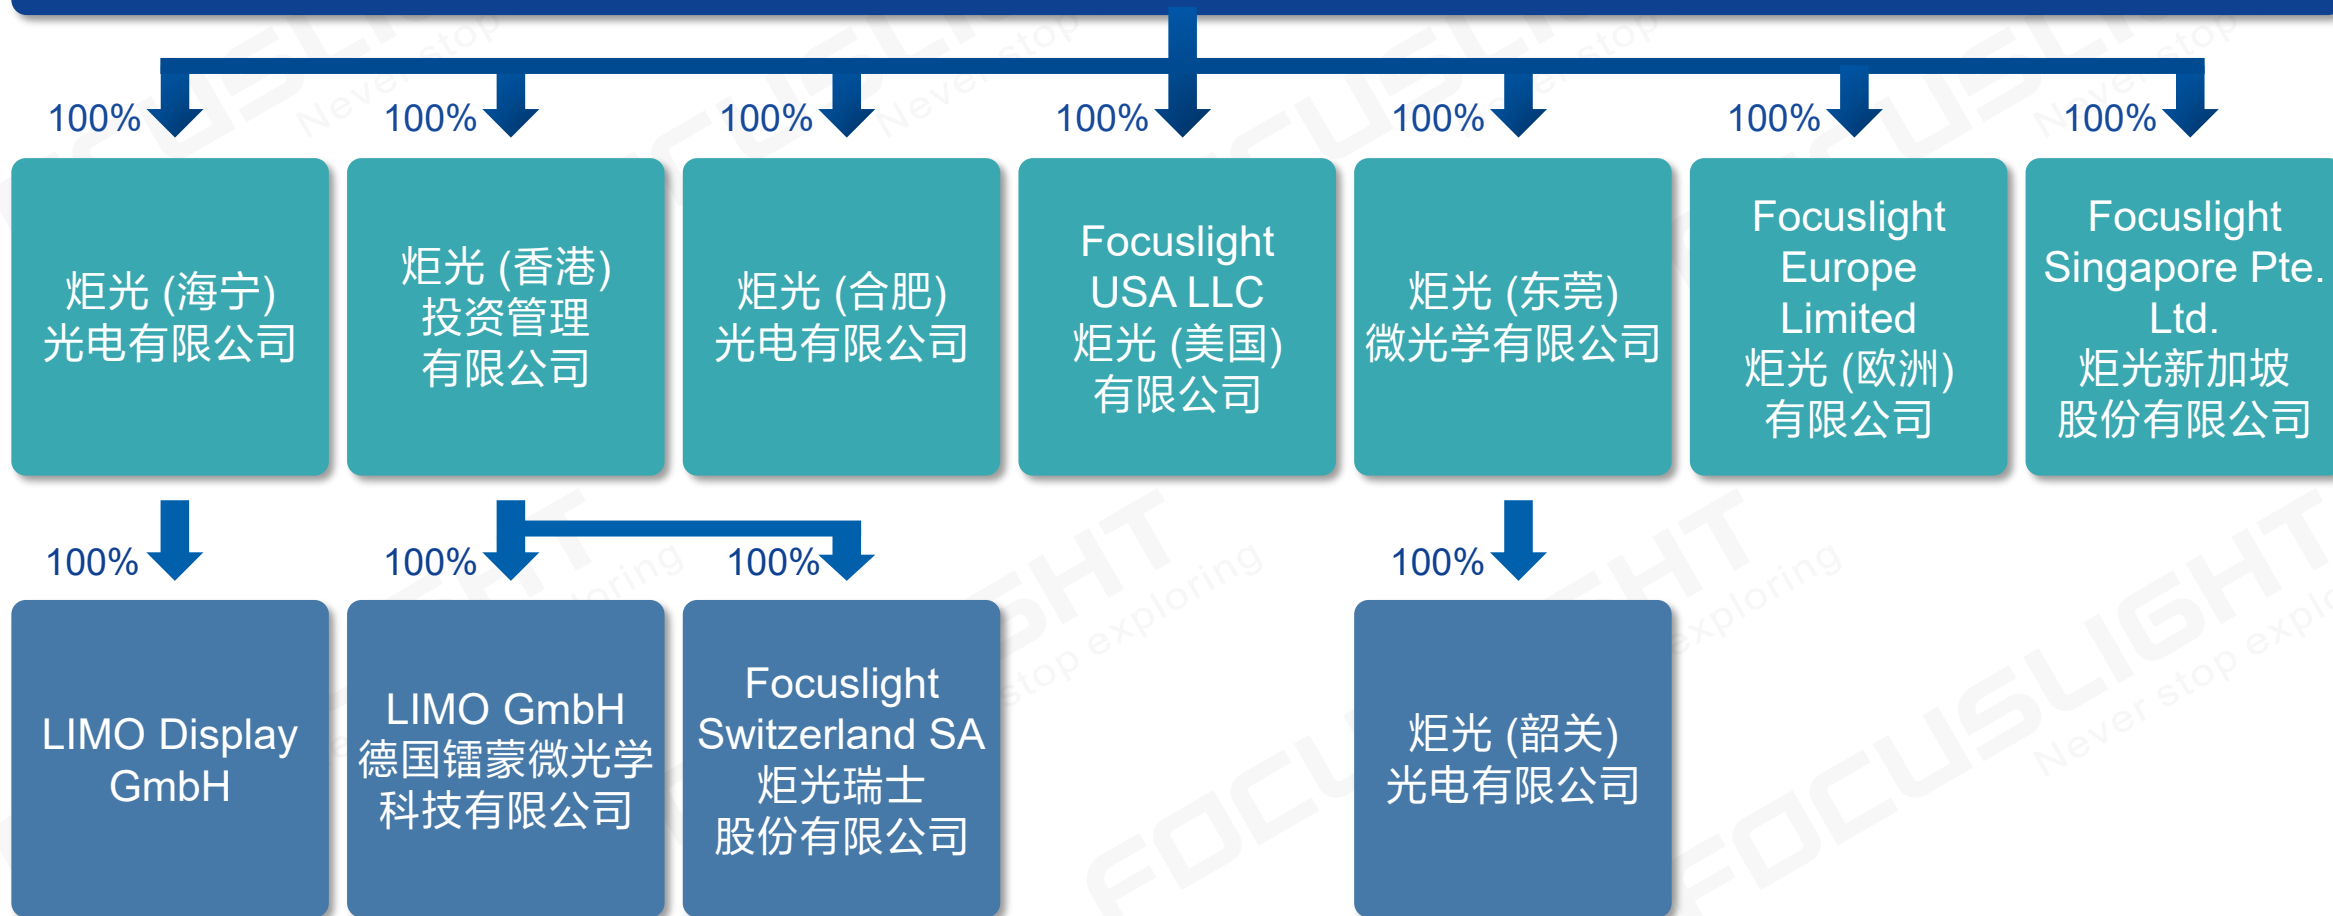 100%
100%
100%
100%
100%
100%
100%
炬光 (海宁)
光电有限公司
炬光 (香港)
投资管理
有限公司
炬光 (合肥)
光电有限公司
Focuslight
USA LLC
炬光 (美国)
有限公司
炬光 (东莞)
微光学有限公司
Focuslight
Europe
Limited
炬光 (欧洲)
有限公司
Focuslight
Singapore Pte.
Ltd.
炬光新加坡
股份有限公司
100%
100%
100%
100%
LIMO Display
GmbH
LIMO GmbH
德国镭蒙微光学
科技有限公司
Focuslight
Switzerland SA
炬光瑞士
股份有限公司
炬光 (韶关)
光电有限公司
FOCUSLIGHT
Never stop exploring